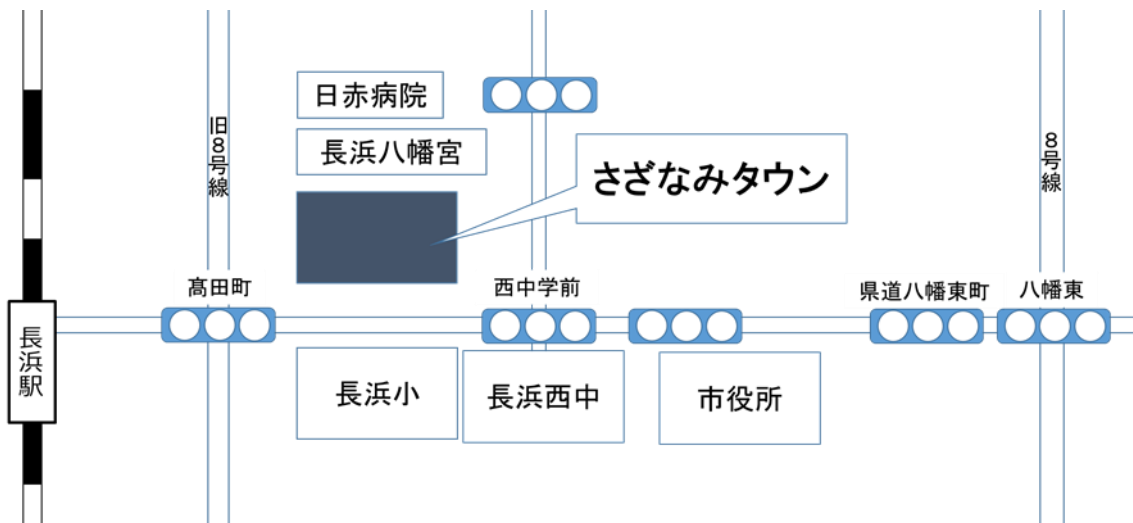 日赤病院
長浜八幡宮
旧8号線
8号線
さざなみタウン
髙田町
西中学前
県道八幡東町
八幡東
長浜駅
長浜小
長浜西中
市役所